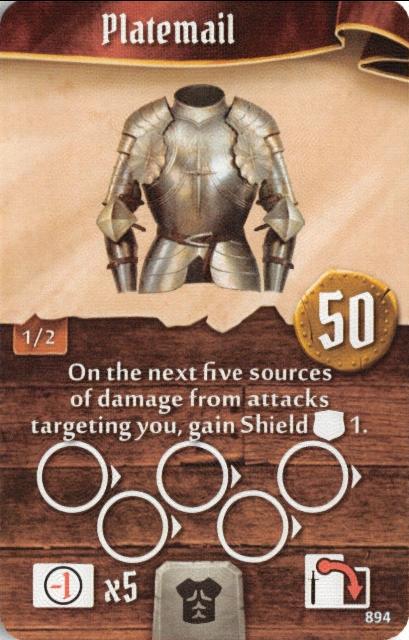 Platemail
50
1/2
On the next five sources
of damage from attacks
targeting you, gain Shield 1.
-1 x5
894